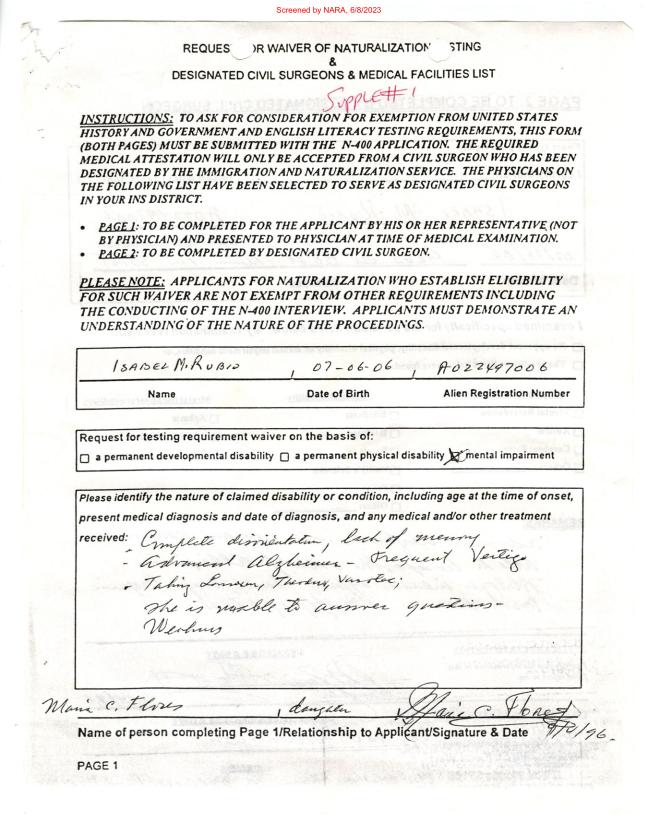 Screened by NARA, 6/8/2023
REQUES OR WAIVER OF NATURALIZATION STING
&
DESIGNATED CIVIL SURGEONS & MEDICAL FACILITIES LIST
Supple #1
INSTRUCTIONS: TO ASK FOR CONSIDERATION FOR EXEMPTION FROM UNITED STATES
HISTORY AND GOVERNMENT AND ENGLISH LITERACY TESTING REQUIREMENTS, THIS FORM
(BOTH PAGES) MUST BE SUBMITTED WITH THE N-400 APPLICATION. THE REQUIRED
MEDICAL ATTESTATION WILL ONLY BE ACCEPTED FROM A CIVIL SURGEON WHO HAS BEEN
DESIGNATED BY THE IMMIGRATION AND NATURALIZATION SERVICE. THE PHYSICIANS ON
THE FOLLOWING LIST HAVE BEEN SELECTED TO SERVE AS DESIGNATED CIVIL SURGEONS
IN YOUR INS DISTRICT.
• PAGE 1: TO BE COMPLETED FOR THE APPLICANT BY HIS OR HER REPRESENTATIVE (NOT
BY PHYSICIAN) AND PRESENTED TO PHYSICIAN AT TIME OF MEDICAL EXAMINATION.
• PAGE 2: TO BE COMPLETED BY DESIGNATED CIVIL SURGEON.
PLEASE NOTE: APPLICANTS FOR NATURALIZATION WHO ESTABLISH ELIGIBILITY
FOR SUCH WAIVER ARE NOT EXEMPT FROM OTHER REQUIREMENTS INCLUDING
THE CONDUCTING OF THE N-400 INTERVIEW. APPLICANTS MUST DEMONSTRATE AN
UNDERSTANDING OF THE NATURE OF THE PROCEEDINGS.
ISABEL M. RUBIO , 07-06-06 , A022497006
Name Date of Birth Alien Registration Number
Request for testing requirement waiver on the basis of:
a permanent developmental disability a permanent physical disability mental impairment
Please identify the nature of claimed disability or condition, including age at the time of onset,
present medical diagnosis and date of diagnosis, and any medical and/or other treatment
received: Complete disorientation, lack of memory
- Advanced Alzheimer - Frequent Vertigo
- Taking
She is unable to answer questions-
Maria C. Flores , Maria C. Flores
Name of person completing Page 1/Relationship to Applicant/Signature & Date
PAGE 1